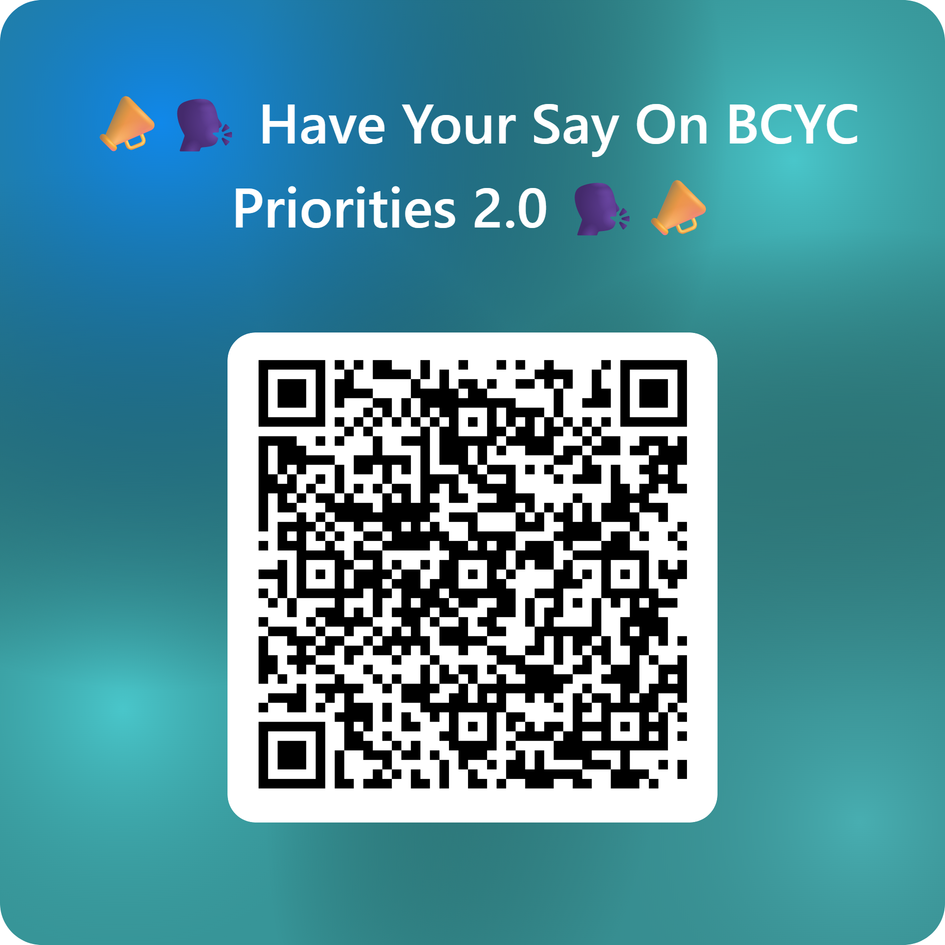 📣 🗣️ Have Your Say On BCYC
Priorities 2.0 🗣️ 📣